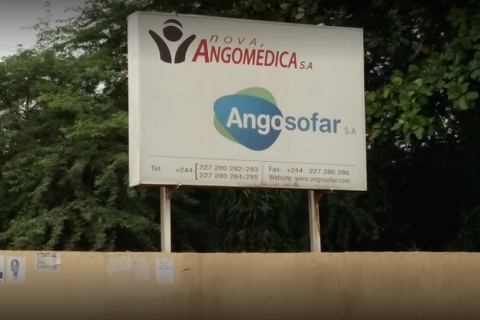 nova
ANGOMÉDICA S.A
Angosofar S.A
Tel: +244 { 227 280 282/283
227 280 284/285
Fax: +244 227 280 286
Website: www.angosofar.com